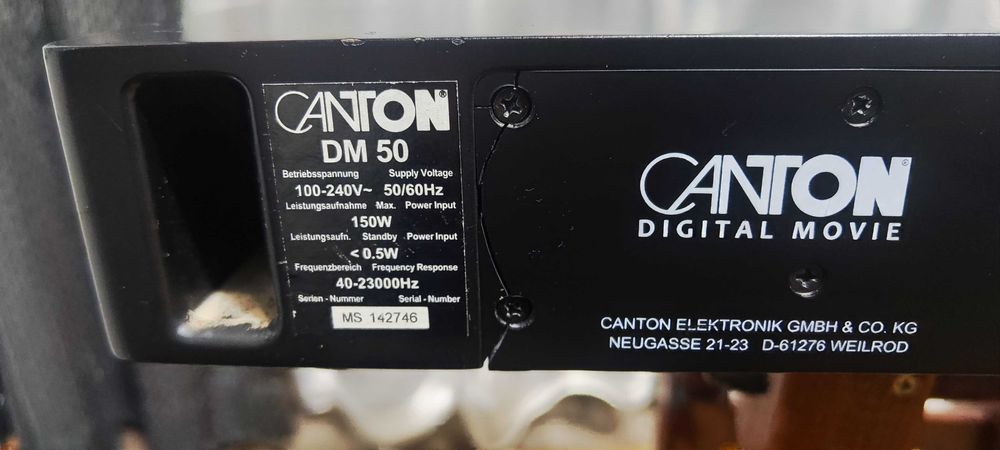 CANTON®
DM 50
Betriebsspannung Supply Voltage
100-240V~ 50/60Hz
Leistungsaufnahme Max. Power Input
150W
Leistungsaufn. Standby Power Input
< 0.5W
Frequenzbereich Frequency Response
40-23000Hz
Serien - Nummer Serial - Number
MS 142746
CANTON®
DIGITAL MOVIE
CANTON ELEKTRONIK GMBH & CO. KG
NEUGASSE 21-23 D-61276 WEILROD